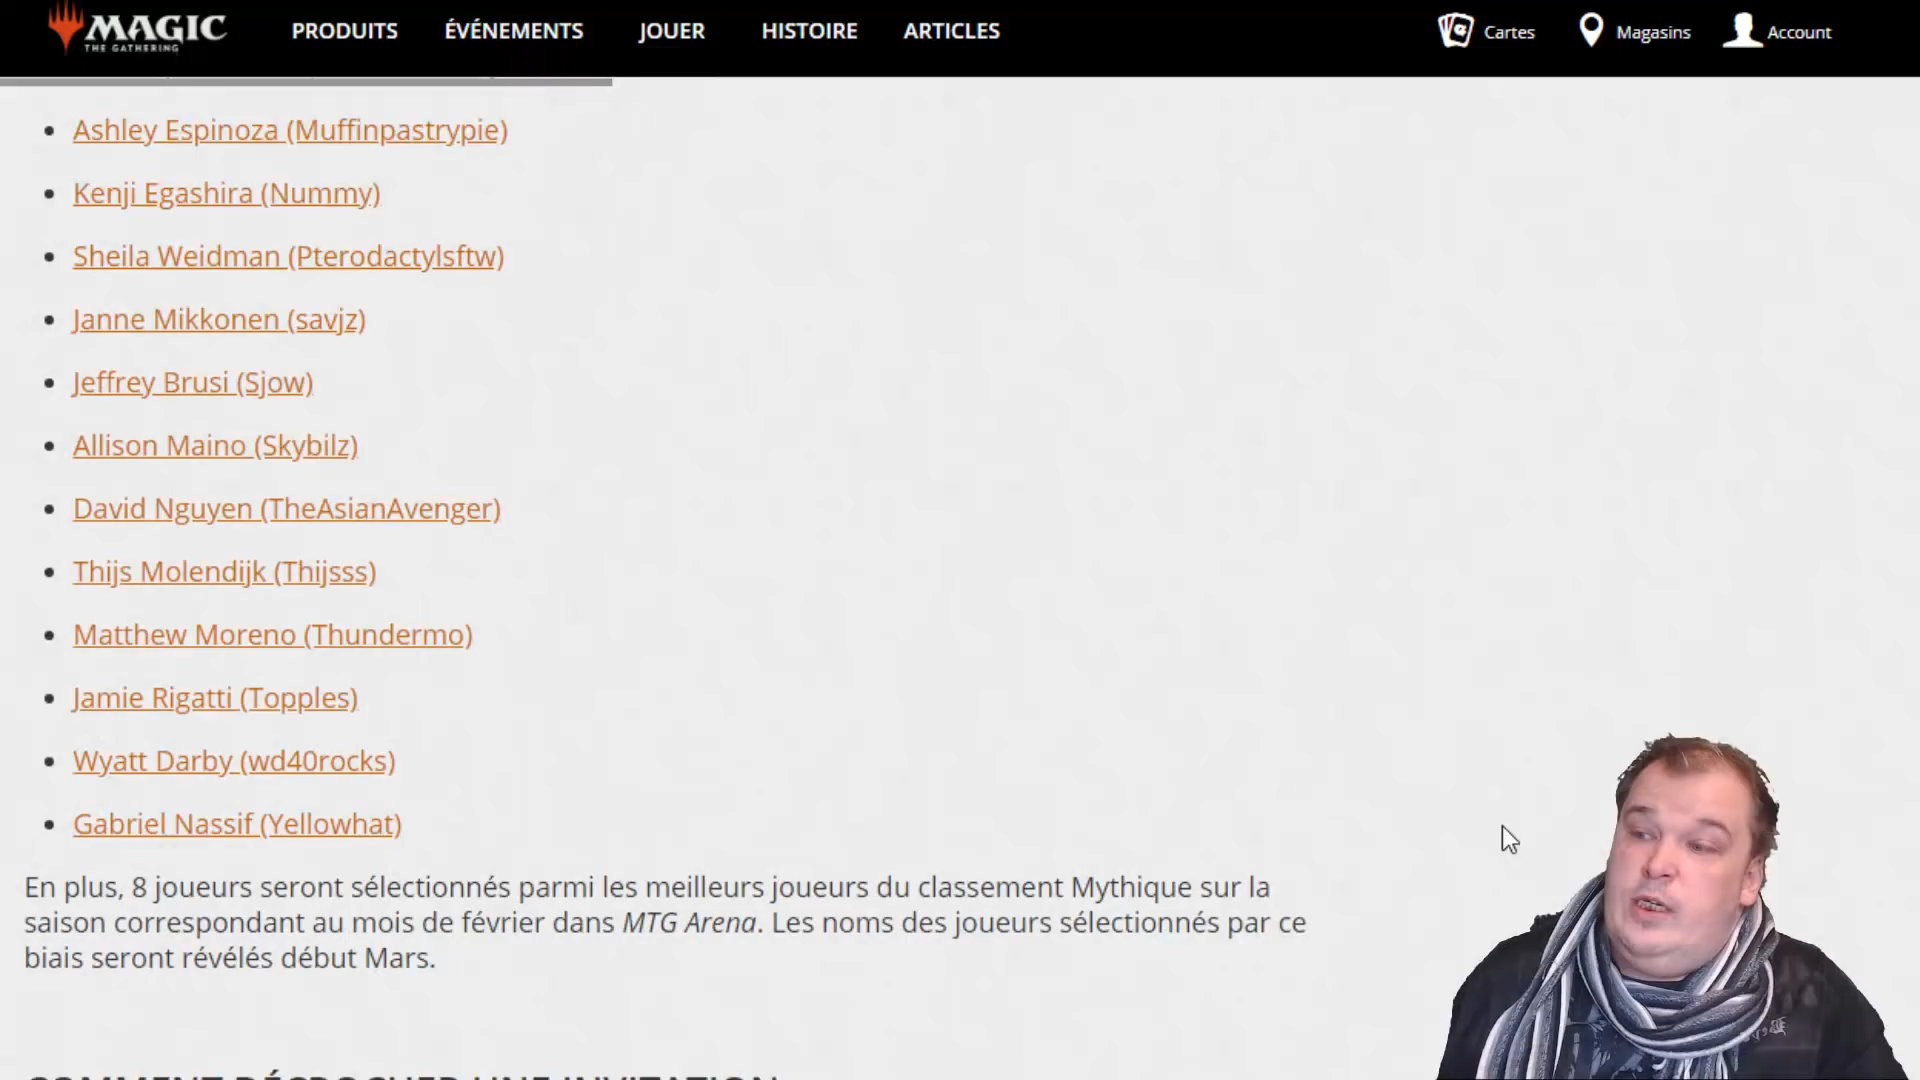 MAGIC
THE GATHERING
PRODUITS ÉVÉNEMENTS JOUER HISTOIRE ARTICLES Cartes Magasins Account
Ashley Espinoza (Muffinpastrypie)
Kenji Egashira (Nummy)
Sheila Weidman (Pterodactylsftw)
Janne Mikkonen (savjz)
Jeffrey Brusi (Sjow)
Allison Maino (Skybilz)
David Nguyen (TheAsianAvenger)
Thijs Molendijk (Thijsss)
Matthew Moreno (Thundermo)
Jamie Rigatti (Topples)
Wyatt Darby (wd40rocks)
Gabriel Nassif (Yellowhat)
En plus, 8 joueurs seront sélectionnés parmi les meilleurs joueurs du classement Mythique sur la
saison correspondant au mois de février dans MTG Arena. Les noms des joueurs sélectionnés par ce
biais seront révélés début Mars.
COMMENT DÉCROCHER UNE INVITATION